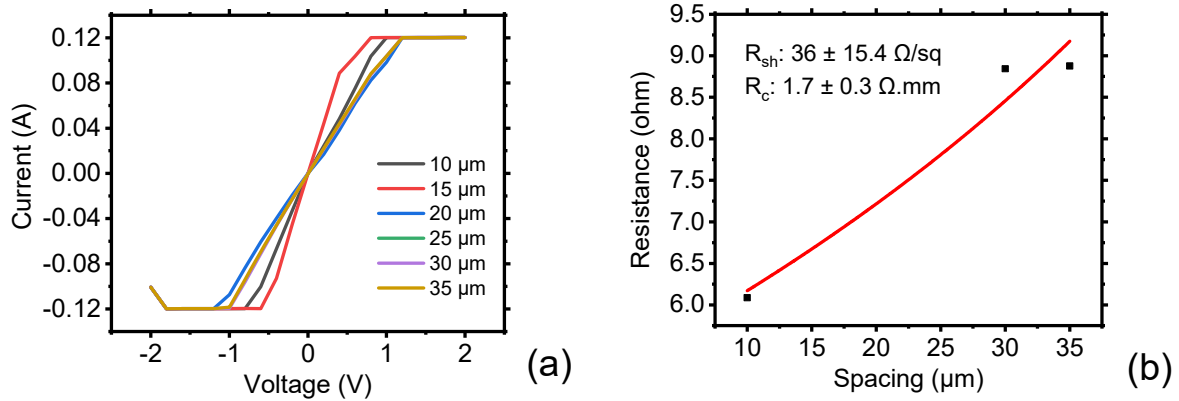 0.12
0.08
0.04
0.00
-0.04
-0.08
-0.12
Current (A)
-2 -1 0 1 2
Voltage (V)
10 µm
15 µm
20 µm
25 µm
30 µm
35 µm
(a)
9.5
9.0
8.5
8.0
7.5
7.0
6.5
6.0
Resistance (ohm)
Rsh: 36 ± 15.4 Ω/sq
Rc: 1.7 ± 0.3 Ω.mm
10 15 20 25 30 35
Spacing (µm)
(b)